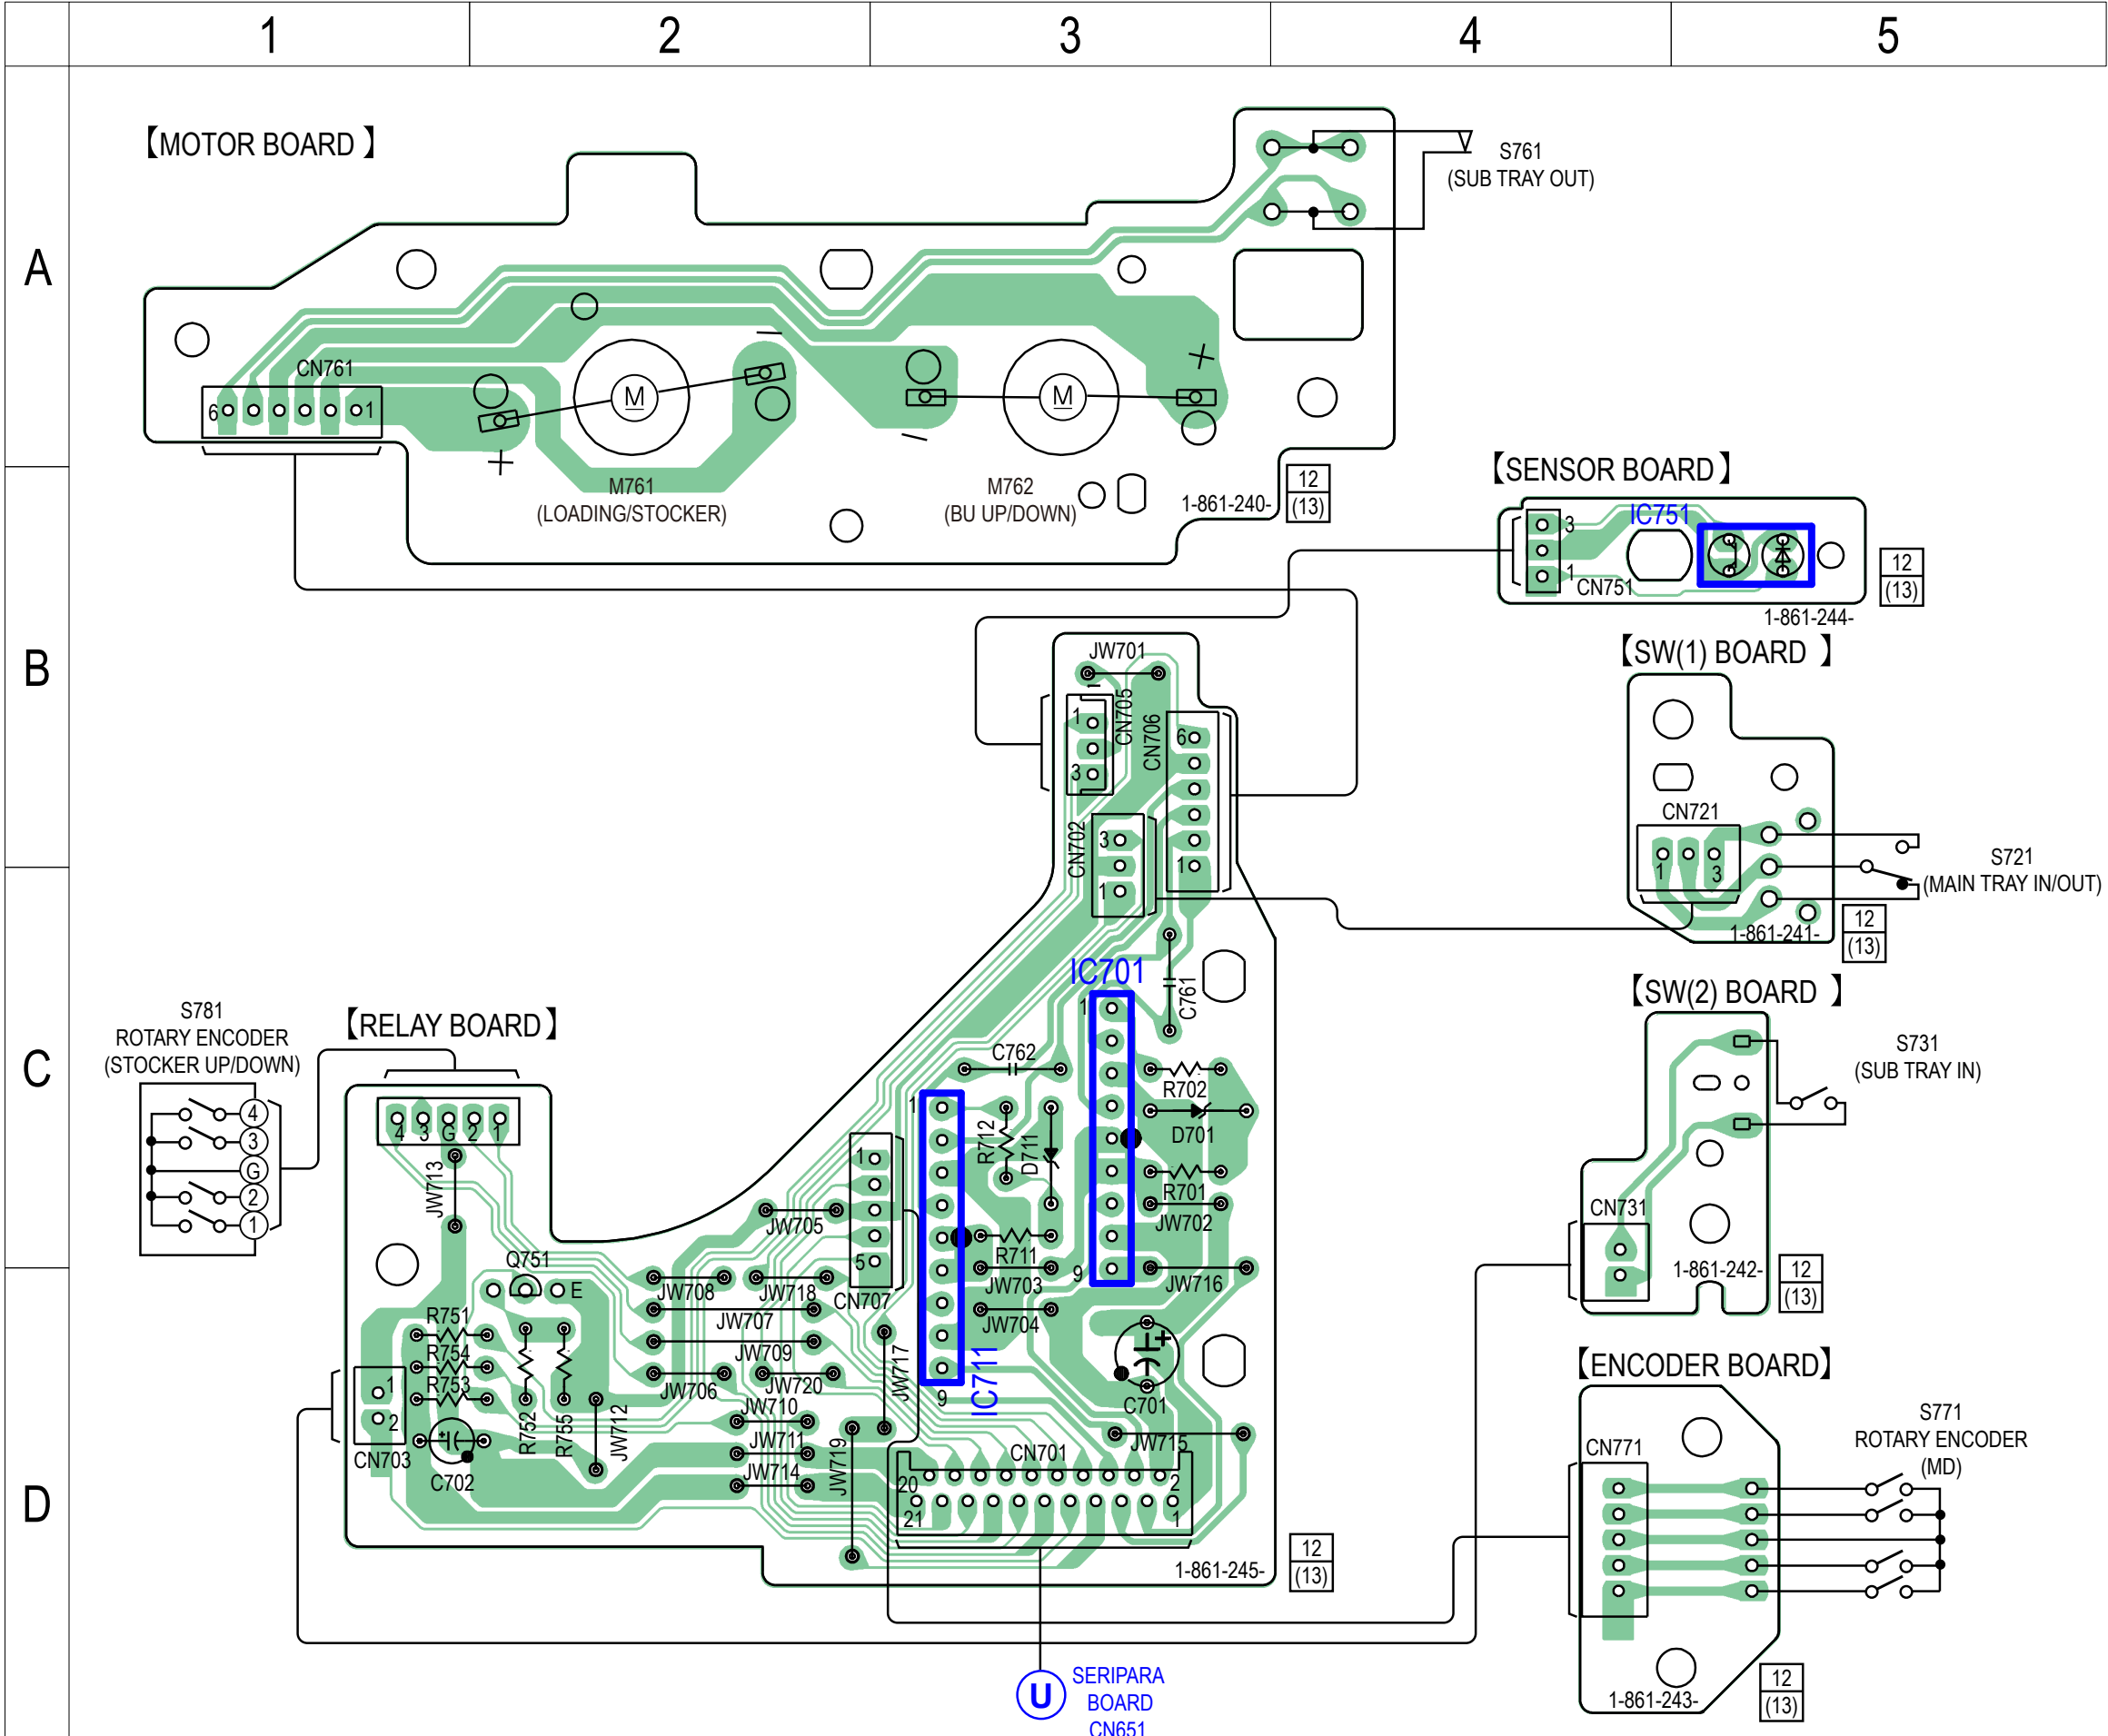 1 2 3 4 5
A
B
C
D
【MOTOR BOARD】
S761
(SUB TRAY OUT)
CN761
6 1
M
M
+
–
–
+
M761
(LOADING/STOCKER)
M762
(BU UP/DOWN)
1-861-240-
12
(13)
【SENSOR BOARD】
IC751
3
1
CN751
12
(13)
1-861-244-
【SW(1) BOARD】
CN721
1 3
S721
(MAIN TRAY IN/OUT)
1-861-241-
12
(13)
JW701
1
3
CN705
CN706
6
1
CN702
3
1
IC701
1
9
C761
C762
R702
D701
R701
JW702
JW716
R712
D711
R711
JW703
JW704
1
9
IC711
C701
JW715
【SW(2) BOARD】
S731
(SUB TRAY IN)
CN731
1-861-242-
12
(13)
S781
ROTARY ENCODER
(STOCKER UP/DOWN)
4
3
G
2
1
【RELAY BOARD】
4 3 G 2 1
JW713
Q751
E
R751
R754
R753
1
2
CN703
C702
+
R752
R755
JW712
JW705
JW708
JW718
JW707
JW709
JW706
JW720
JW710
JW711
JW714
JW719
JW717
1
5
CN707
CN701
20 2
21 1
1-861-245-
12
(13)
【ENCODER BOARD】
CN771
S771
ROTARY ENCODER
(MD)
1-861-243-
12
(13)
U
SERIPARA
BOARD
CN651